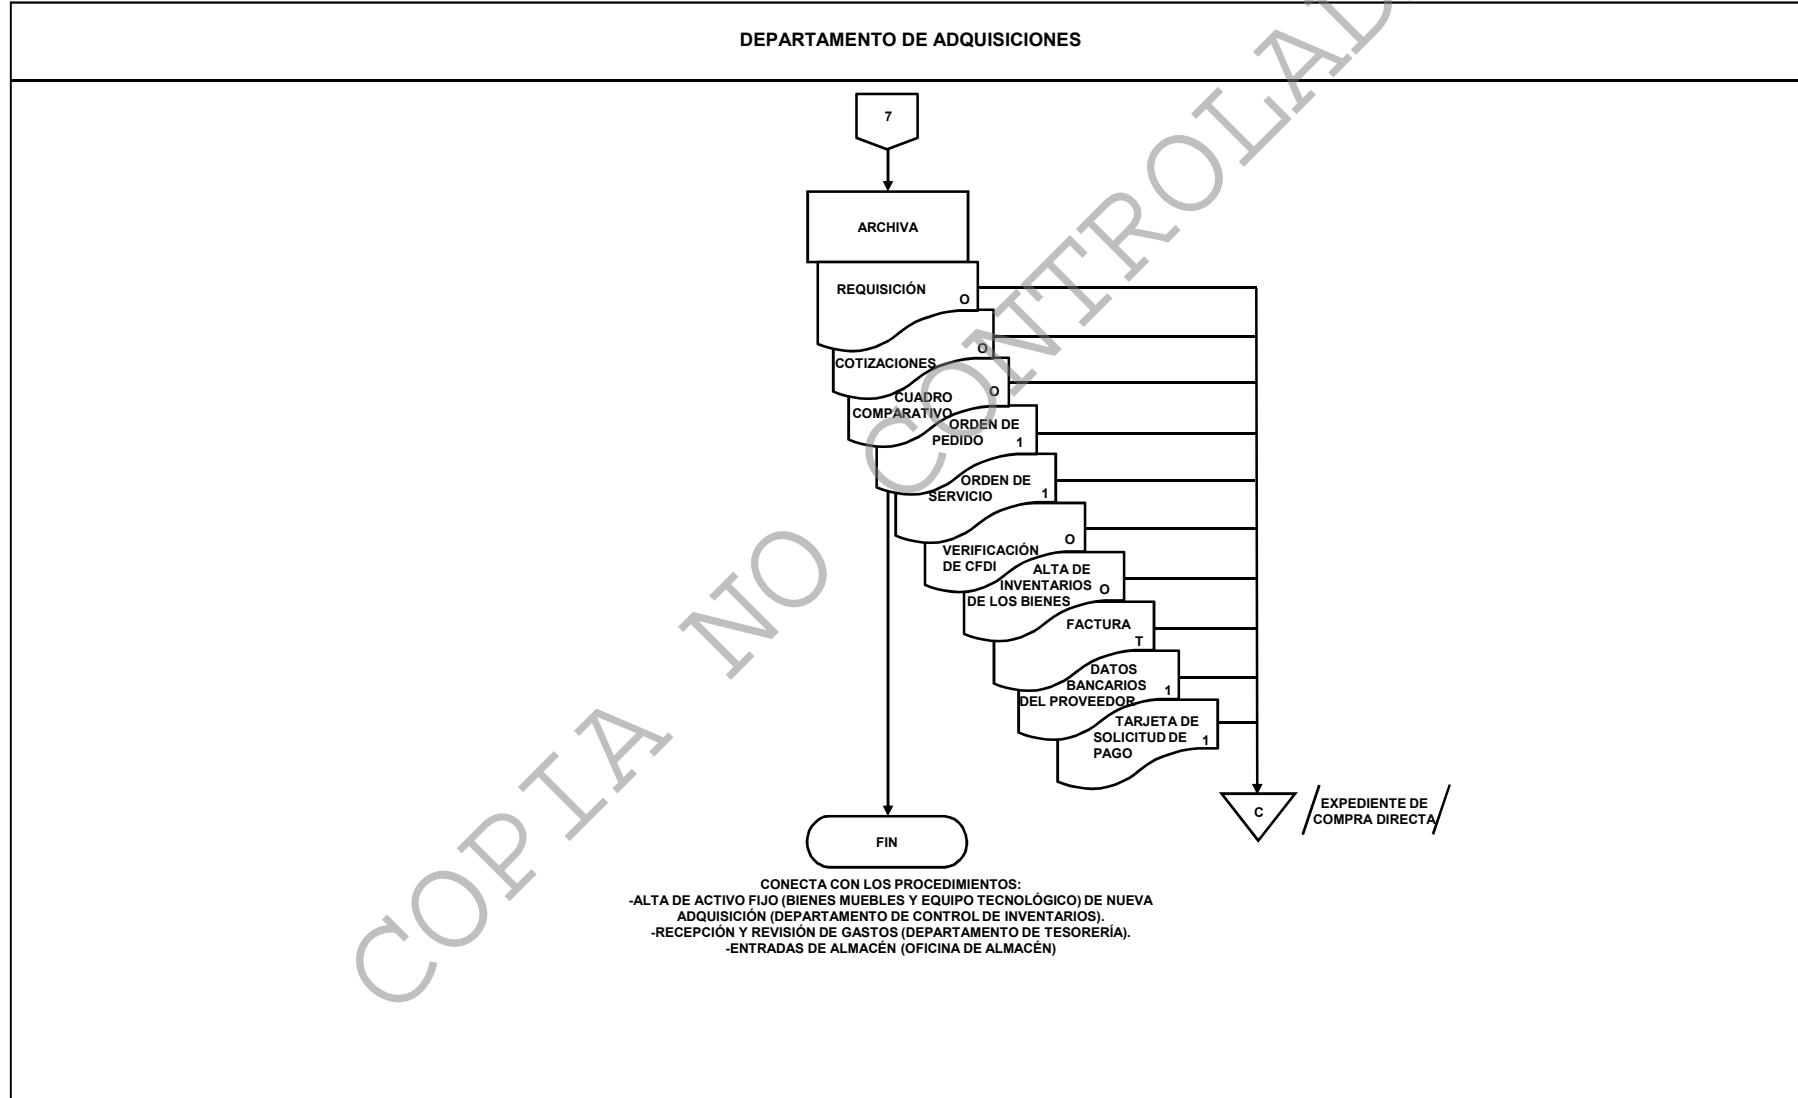 DEPARTAMENTO DE ADQUISICIONES
7
ARCHIVA
REQUISICIÓN
O
COTIZACIONES
O
CUADRO
COMPARATIVO
O
ORDEN DE
PEDIDO
1
ORDEN DE
SERVICIO
1
VERIFICACIÓN
DE CFDI
O
ALTA DE
INVENTARIOS
DE LOS BIENES
O
FACTURA
T
DATOS
BANCARIOS
DEL PROVEEDOR
1
TARJETA DE
SOLICITUD DE
PAGO
1
C
EXPEDIENTE DE
COMPRA DIRECTA
FIN
CONECTA CON LOS PROCEDIMIENTOS:
-ALTA DE ACTIVO FIJO (BIENES MUEBLES Y EQUIPO TECNOLÓGICO) DE NUEVA
ADQUISICIÓN (DEPARTAMENTO DE CONTROL DE INVENTARIOS).
-RECEPCIÓN Y REVISIÓN DE GASTOS (DEPARTAMENTO DE TESORERÍA).
-ENTRADAS DE ALMACÉN (OFICINA DE ALMACÉN)
COPIA NO CONTROLAD